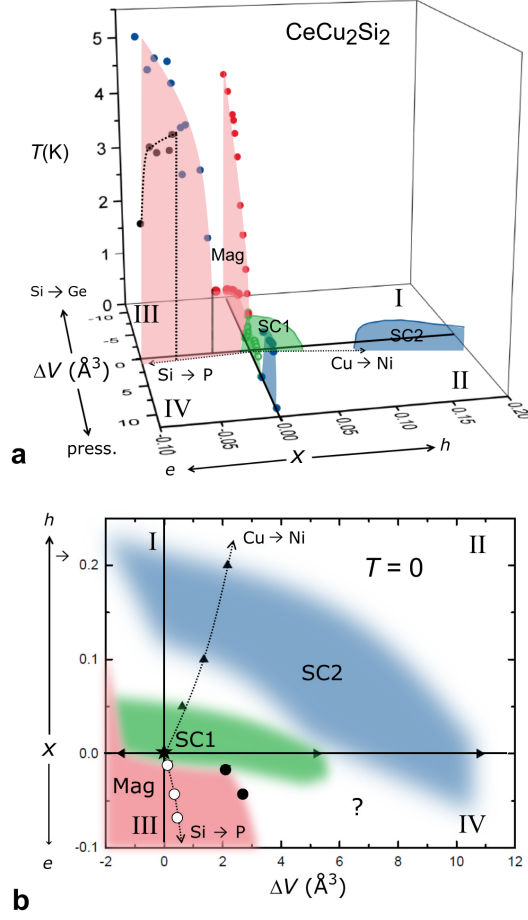 CeCu₂Si₂
5
4
T(K)
3
2
1
Mag
Si → Ge
0
-10
III
I
-5
SC1
SC2
ΔV (Å³)
0
Si → P
Cu → Ni
5
II
10
IV
press.
-0.10
-0.05
0.00
0.05
0.10
0.15
0.20
a
e
X
h
b
h
I
Cu → Ni
II
→
0.2
T = 0
SC2
0.1
X
SC1
0.0
Mag
?
III
Si → P
IV
e
-0.1
-2
0
2
4
6
8
10
12
ΔV (Å³)